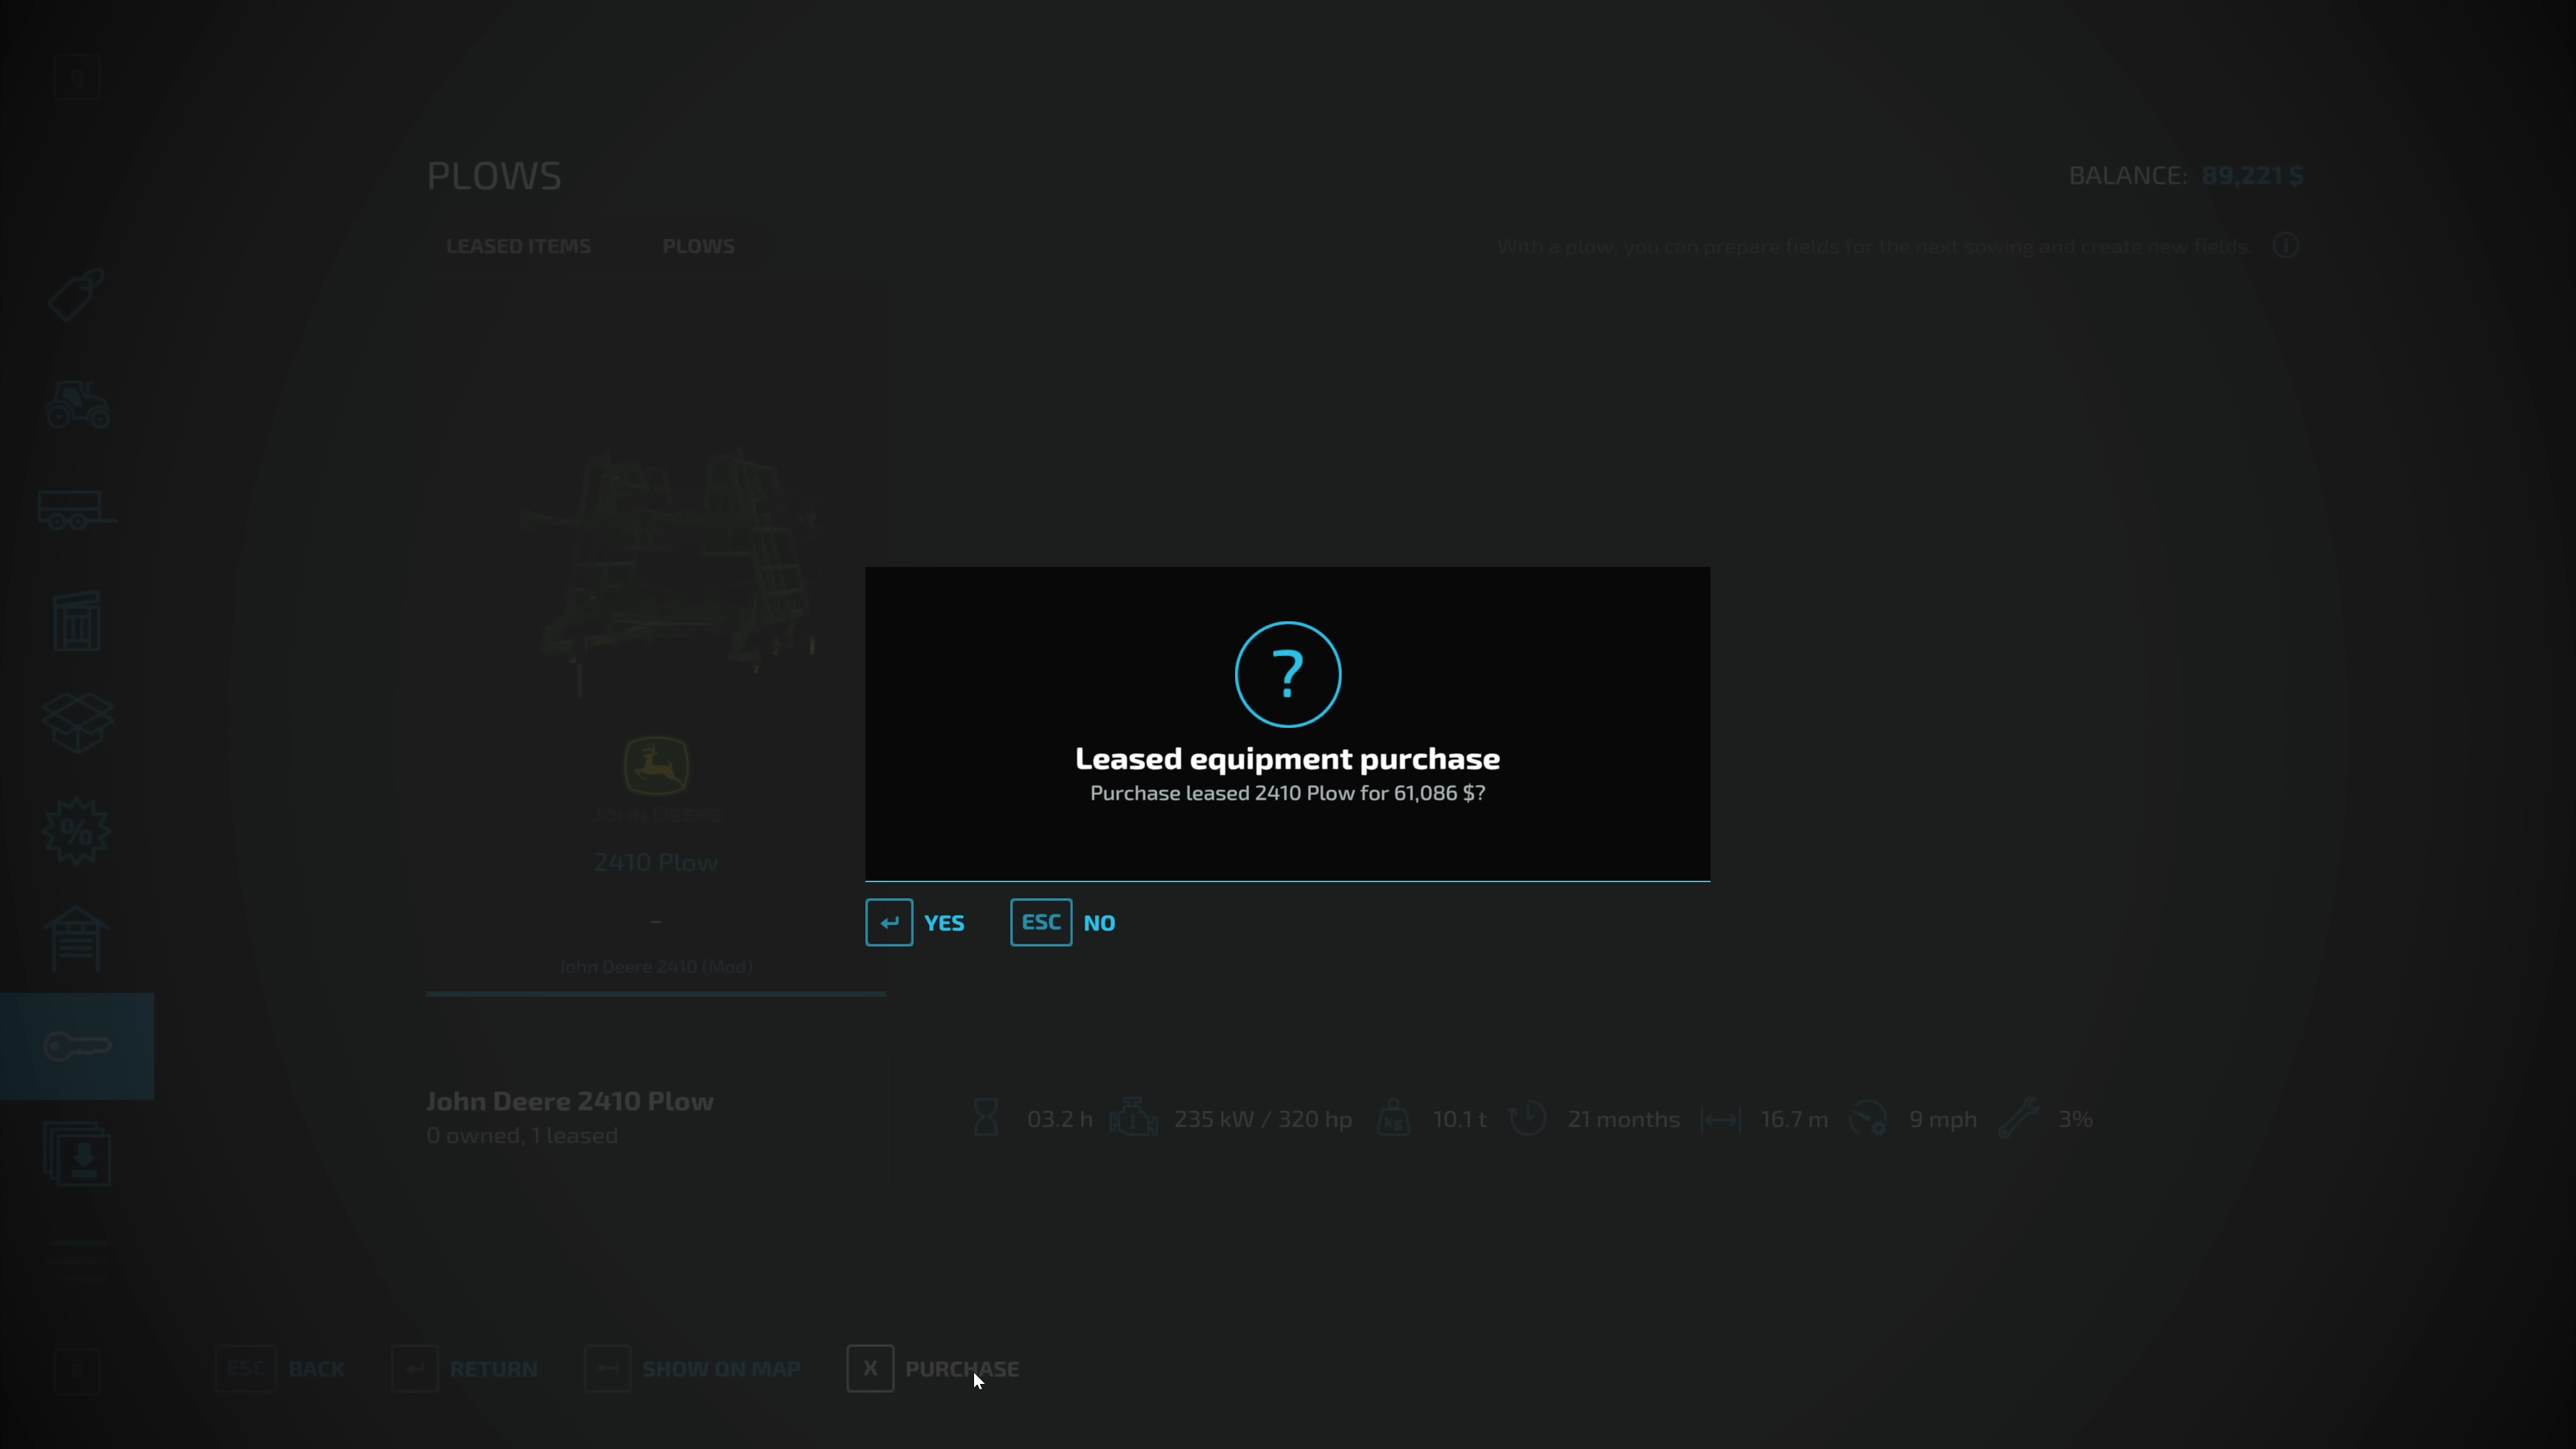 Q
PLOWS
BALANCE: 89,221 $
LEASED ITEMS PLOWS
With a plow, you can prepare fields for the next sowing and create new fields.
Leased equipment purchase
Purchase leased 2410 Plow for 61,086 $?
JOHN DEERE
2410 Plow
–
John Deere 2410 (Mod)
YES ESC NO
John Deere 2410 Plow
0 owned, 1 leased
03.2 h 235 kW / 320 hp kg 10.1 t 21 months 16.7 m 9 mph 3%
E
ESC BACK RETURN SHOW ON MAP X PURCHASE